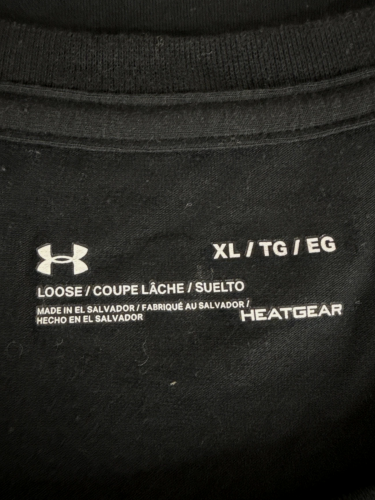 XL / TG / EG
LOOSE / COUPE LÂCHE / SUELTO
MADE IN EL SALVADOR / FABRIQUÉ AU SALVADOR /
HECHO EN EL SALVADOR
HEATGEAR